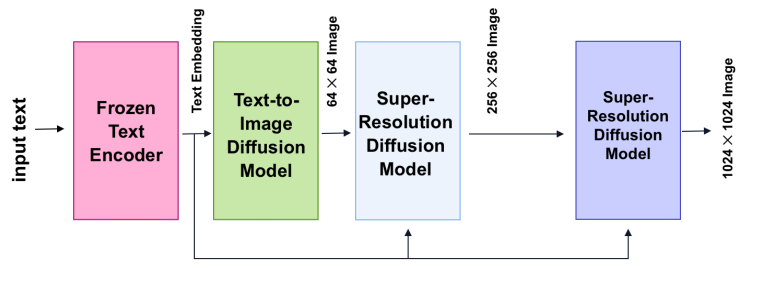 input text
Frozen
Text
Encoder
Text Embedding
Text-to-
Image
Diffusion
Model
64 × 64 Image
Super-
Resolution
Diffusion
Model
256 × 256 Image
Super-
Resolution
Diffusion
Model
1024 × 1024 Image